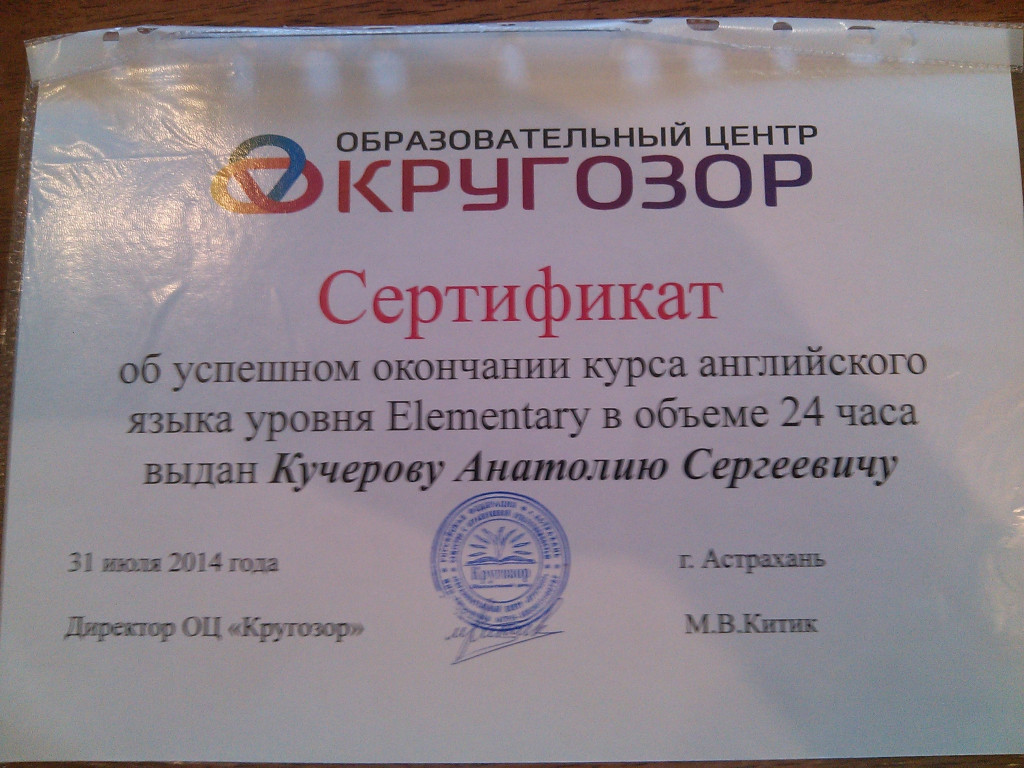 ОБРАЗОВАТЕЛЬНЫЙ ЦЕНТР
КРУГОЗОР
Сертификат
об успешном окончании курса английского
языка уровня Elementary в объеме 24 часа
выдан Кучерову Анатолию Сергеевичу
Кругозор
31 июля 2014 года
г. Астрахань
Директор ОЦ «Кругозор»
М.В.Китик